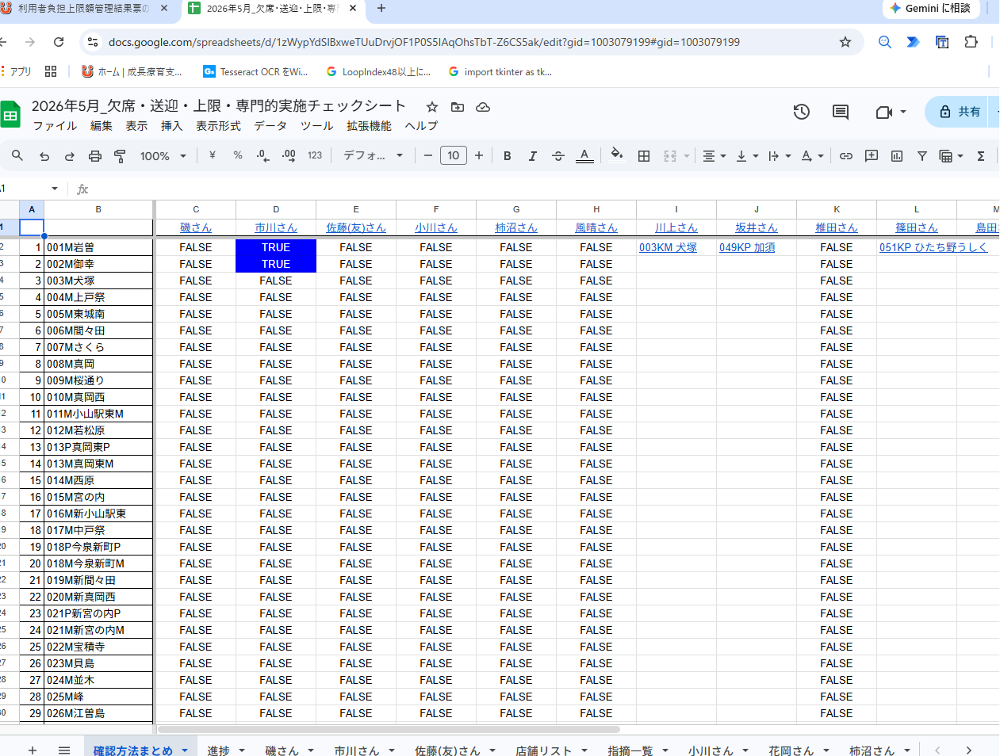 利用者負担上限額管理結果票の
2026年5月_欠席・送迎・上限・専
Gemini に相談
docs.google.com/spreadsheets/d/1zWypYdSlBxweTUuDrvjOF1P0S5IAqOhsTbT-Z6CS5ak/edit?gid=1003079199#gid=1003079199
アプリ ホーム | 成長療育支... Tesseract OCR をWi... LoopIndex48以上に... import tkinter as tk...
2026年5月_欠席・送迎・上限・専門的実施チェックシート
共有
ファイル 編集 表示 挿入 表示形式 データ ツール 拡張機能 ヘルプ
100% ¥ % .0 .00 123 デフォ... 10 B I A Σ
fx
A B C D E F G H I J K L M
磯さん 市川さん 佐藤(友)さん 小川さん 柿沼さん 風晴さん 川上さん 坂井さん 椎田さん 篠田さん 島田
1 001M岩曽 FALSE TRUE FALSE FALSE FALSE FALSE 003KM 犬塚 049KP 加須 FALSE 051KP ひたち野うしく
2 002M御幸 FALSE TRUE FALSE FALSE FALSE FALSE FALSE
3 003M犬塚 FALSE FALSE FALSE FALSE FALSE FALSE FALSE
4 004M上戸祭 FALSE FALSE FALSE FALSE FALSE FALSE FALSE
5 005M東城南 FALSE FALSE FALSE FALSE FALSE FALSE FALSE
6 006M間々田 FALSE FALSE FALSE FALSE FALSE FALSE FALSE
7 007Mさくら FALSE FALSE FALSE FALSE FALSE FALSE FALSE
8 008M真岡 FALSE FALSE FALSE FALSE FALSE FALSE FALSE
9 009M桜通り FALSE FALSE FALSE FALSE FALSE FALSE FALSE
10 010M真岡西 FALSE FALSE FALSE FALSE FALSE FALSE FALSE
11 011M小山駅東M FALSE FALSE FALSE FALSE FALSE FALSE FALSE
12 012M若松原 FALSE FALSE FALSE FALSE FALSE FALSE FALSE
13 013P真岡東P FALSE FALSE FALSE FALSE FALSE FALSE FALSE
14 013M真岡東M FALSE FALSE FALSE FALSE FALSE FALSE FALSE
15 014M西原 FALSE FALSE FALSE FALSE FALSE FALSE FALSE
16 015M宮の内 FALSE FALSE FALSE FALSE FALSE FALSE FALSE
17 016M新小山駅東 FALSE FALSE FALSE FALSE FALSE FALSE FALSE
18 017M中戸祭 FALSE FALSE FALSE FALSE FALSE FALSE FALSE
19 018P今泉新町P FALSE FALSE FALSE FALSE FALSE FALSE FALSE
20 018M今泉新町M FALSE FALSE FALSE FALSE FALSE FALSE FALSE
21 019M新間々田 FALSE FALSE FALSE FALSE FALSE FALSE FALSE
22 020M新真岡西 FALSE FALSE FALSE FALSE FALSE FALSE FALSE
23 021P新宮の内P FALSE FALSE FALSE FALSE FALSE FALSE FALSE
24 021M新宮の内M FALSE FALSE FALSE FALSE FALSE FALSE FALSE
25 022M宝積寺 FALSE FALSE FALSE FALSE FALSE FALSE FALSE
26 023M貝島 FALSE FALSE FALSE FALSE FALSE FALSE FALSE
27 024M並木 FALSE FALSE FALSE FALSE FALSE FALSE FALSE
28 025M峰 FALSE FALSE FALSE FALSE FALSE FALSE FALSE
29 026M江曽島 FALSE FALSE FALSE FALSE FALSE FALSE FALSE
確認方法まとめ 進捗 磯さん 市川さん 佐藤(友)さん 店舗リスト 指摘一覧 小川さん 花岡さん 柿沼さん